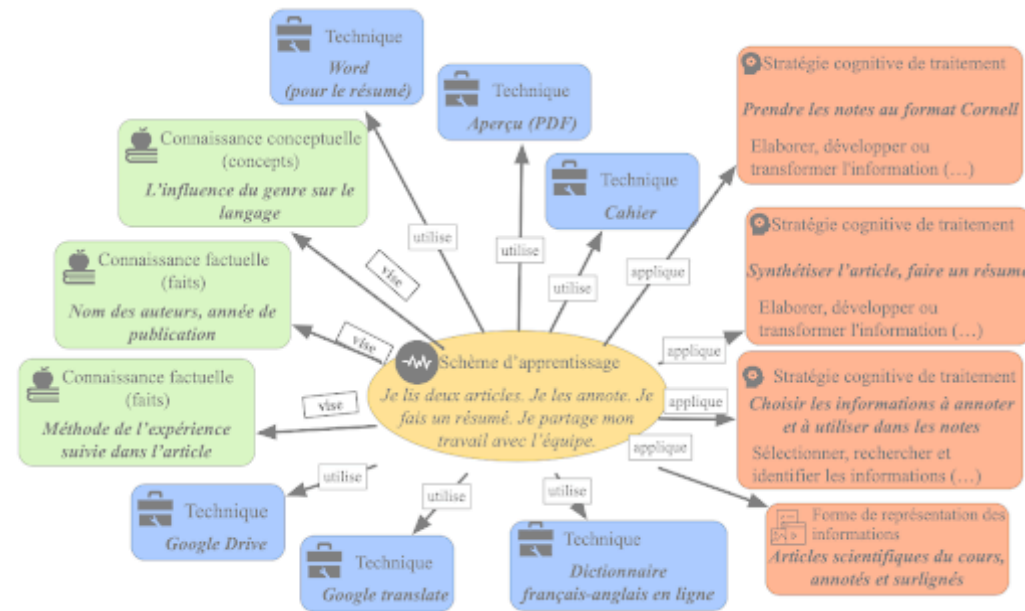 Technique
Word
(pour le résumé)
Technique
Aperçu (PDF)
Technique
Cahier
Stratégie cognitive de traitement
Prendre les notes au format Cornell
Elaborer, développer ou
transformer l'information (…)
Connaissance conceptuelle
(concepts)
L'influence du genre sur le
langage
Connaissance factuelle
(faits)
Nom des auteurs, année de
publication
Connaissance factuelle
(faits)
Méthode de l'expérience
suivie dans l'article
utilise
utilise
utilise
applique
vise
vise
vise
Stratégie cognitive de traitement
Synthétiser l'article, faire un résumé
Elaborer, développer ou
transformer l'information (…)
applique
applique
applique
Schème d'apprentissage
Je lis deux articles. Je les annote. Je
fais un résumé. Je partage mon
travail avec l'équipe.
Stratégie cognitive de traitement
Choisir les informations à annoter
et à utiliser dans les notes
Sélectionner, rechercher et
identifier les informations (…)
utilise
utilise
utilise
Technique
Google Drive
Technique
Google translate
Technique
Dictionnaire
français-anglais en ligne
Forme de représentation des
informations
Articles scientifiques du cours,
annotés et surlignés